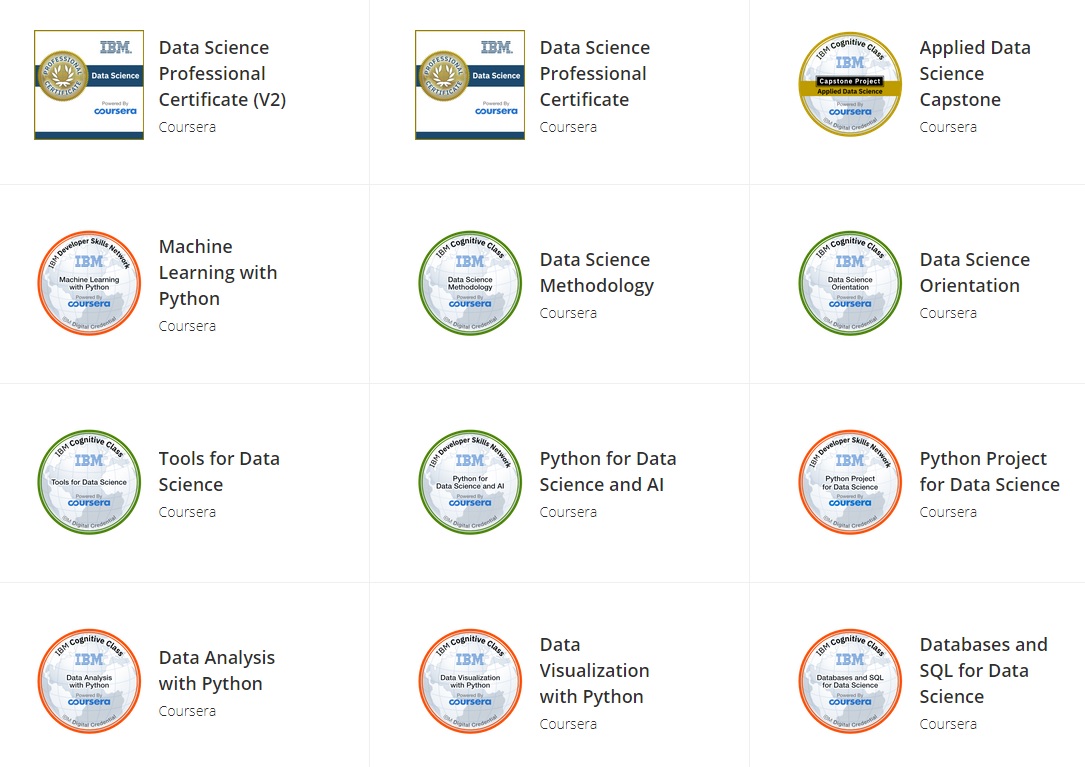 IBM
PROFESSIONAL CERTIFICATE
Data Science
Powered By
coursera
Data Science
Professional
Certificate (V2)
Coursera
IBM
PROFESSIONAL CERTIFICATE
Data Science
Powered By
coursera
Data Science
Professional
Certificate
Coursera
IBM Cognitive Class
IBM
Capstone Project
Applied Data Science
Powered By
coursera
IBM Digital Credential
Applied Data
Science
Capstone
Coursera
IBM Developer Skills Network
IBM
Machine Learning
with Python
Powered By
coursera
IBM Digital Credential
Machine
Learning with
Python
Coursera
IBM Cognitive Class
IBM
Data Science
Methodology
Powered By
coursera
IBM Digital Credential
Data Science
Methodology
Coursera
IBM Cognitive Class
IBM
Data Science
Orientation
Powered By
coursera
IBM Digital Credential
Data Science
Orientation
Coursera
IBM Cognitive Class
IBM
Tools for Data Science
Powered By
coursera
IBM Digital Credential
Tools for Data
Science
Coursera
IBM Developer Skills Network
IBM
Python for
Data Science and AI
Powered By
coursera
IBM Digital Credential
Python for Data
Science and AI
Coursera
IBM Developer Skills Network
IBM
Python Project
for Data Science
Powered By
coursera
IBM Digital Credential
Python Project
for Data Science
Coursera
IBM Cognitive Class
IBM
Data Analysis
with Python
Powered By
coursera
IBM Digital Credential
Data Analysis
with Python
Coursera
IBM Cognitive Class
IBM
Data Visualization
with Python
Powered By
coursera
IBM Digital Credential
Data
Visualization
with Python
Coursera
IBM Cognitive Class
IBM
Databases and SQL
for Data Science
Powered By
coursera
IBM Digital Credential
Databases and
SQL for Data
Science
Coursera